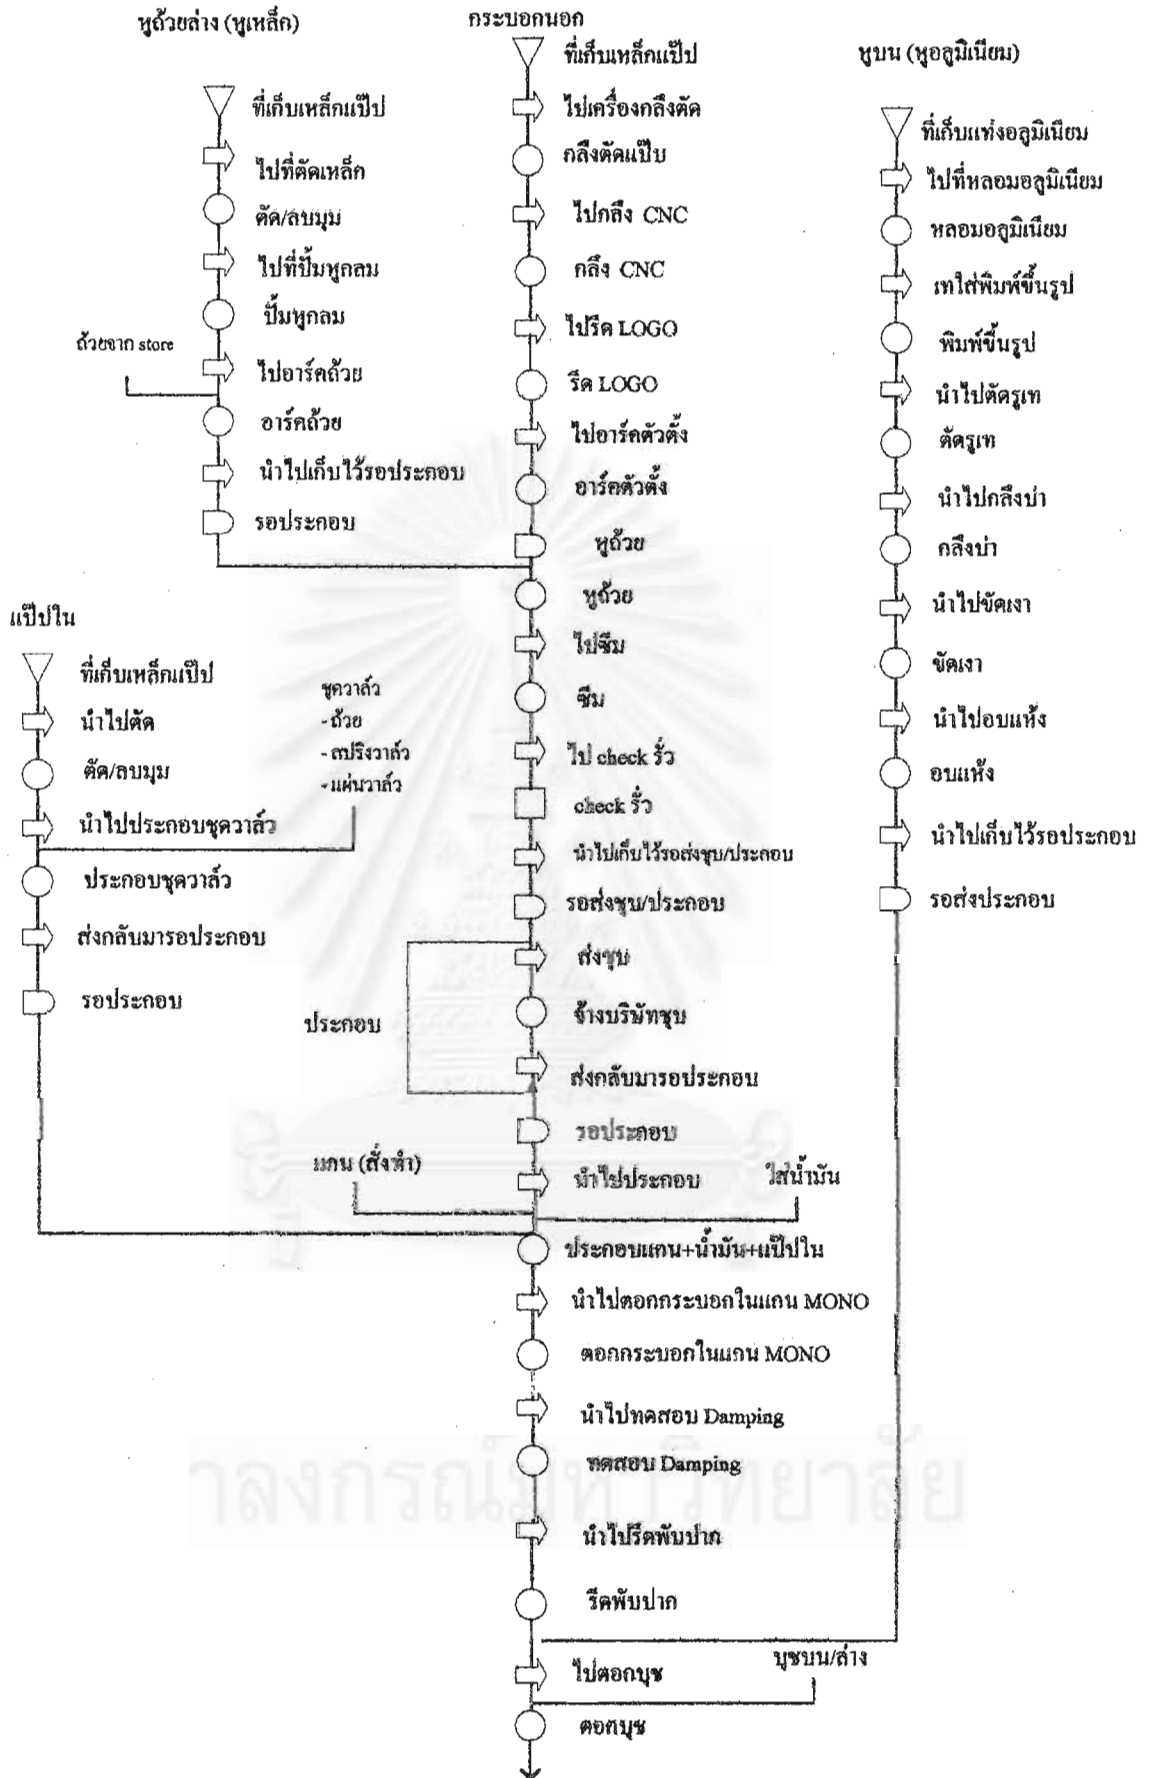 หูถ้วยล่าง (หูเหล็ก)
ที่เก็บเหล็กแป๊ป
ไปที่ตัดเหล็ก
ตัด/ลบมุม
ไปที่ปั๊มหูกลม
ปั๊มหูกลม
ถ้วยจาก store
ไปอาร์คถ้วย
อาร์คถ้วย
นำไปเก็บไว้รอประกอบ
รอประกอบ
แป๊ปใน
ที่เก็บเหล็กแป๊ป
นำไปตัด
ตัด/ลบมุม
นำไปประกอบชุดวาล์ว
ชุดวาล์ว
- ถ้วย
- สปริงวาล์ว
- แผ่นวาล์ว
ประกอบชุดวาล์ว
ส่งกลับมารอประกอบ
รอประกอบ
กระบอกนอก
ที่เก็บเหล็กแป๊ป
ไปเครื่องกลึงตัด
กลึงตัดแป๊บ
ไปกลึง CNC
กลึง CNC
ไปรีด LOGO
รีด LOGO
ไปอาร์คตัวตั้ง
อาร์คตัวตั้ง
หูถ้วย
หูถ้วย
ไปซีม
ซีม
ไป check รั่ว
check รั่ว
นำไปเก็บไว้รอส่งชุบ/ประกอบ
รอส่งชุบ/ประกอบ
ส่งชุบ
จ้างบริษัทชุบ
ประกอบ
ส่งกลับมารอประกอบ
รอประกอบ
นำไปประกอบ
แกน (สั่งทำ)
ใส่น้ำมัน
ประกอบแกน+น้ำมัน+แป๊ปใน
นำไปตอกกระบอกในแกน MONO
ตอกกระบอกในแกน MONO
นำไปทดสอบ Damping
ทดสอบ Damping
นำไปรีดพับปาก
รีดพับปาก
ไปตอกบุช
บุชบน/ล่าง
ตอกบุช
หูบน (หูอลูมิเนียม)
ที่เก็บแท่งอลูมิเนียม
ไปที่หลอมอลูมิเนียม
หลอมอลูมิเนียม
เทใส่พิมพ์ขึ้นรูป
พิมพ์ขึ้นรูป
นำไปตัดรูเท
ตัดรูเท
นำไปกลึงบ่า
กลึงบ่า
นำไปขัดเงา
ขัดเงา
นำไปอบแห้ง
อบแห้ง
นำไปเก็บไว้รอประกอบ
รอส่งประกอบ
าลงกรณ์มหาวิทยาลัย